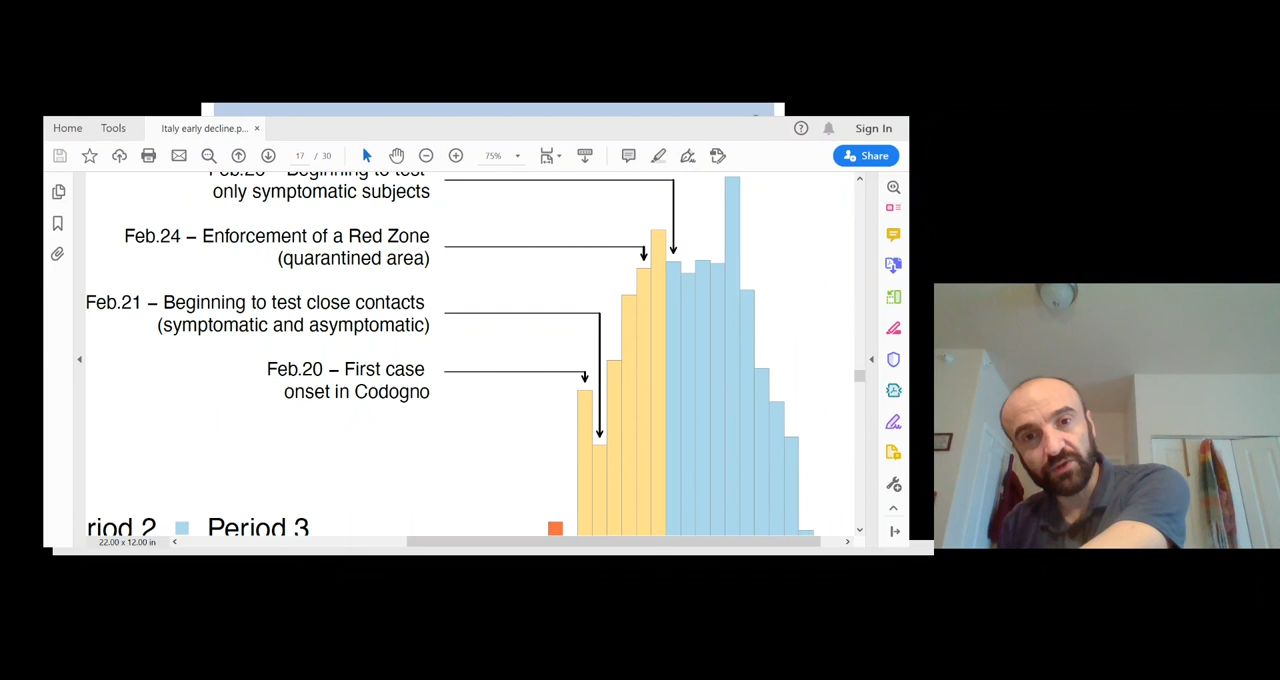 Home Tools Italy early decline.p... × ? Sign In
17 / 30 75% Share
only symptomatic subjects
Feb.24 – Enforcement of a Red Zone
(quarantined area)
Feb.21 – Beginning to test close contacts
(symptomatic and asymptomatic)
Feb.20 – First case
onset in Codogno
riod 2 Period 3
22.00 x 12.00 in